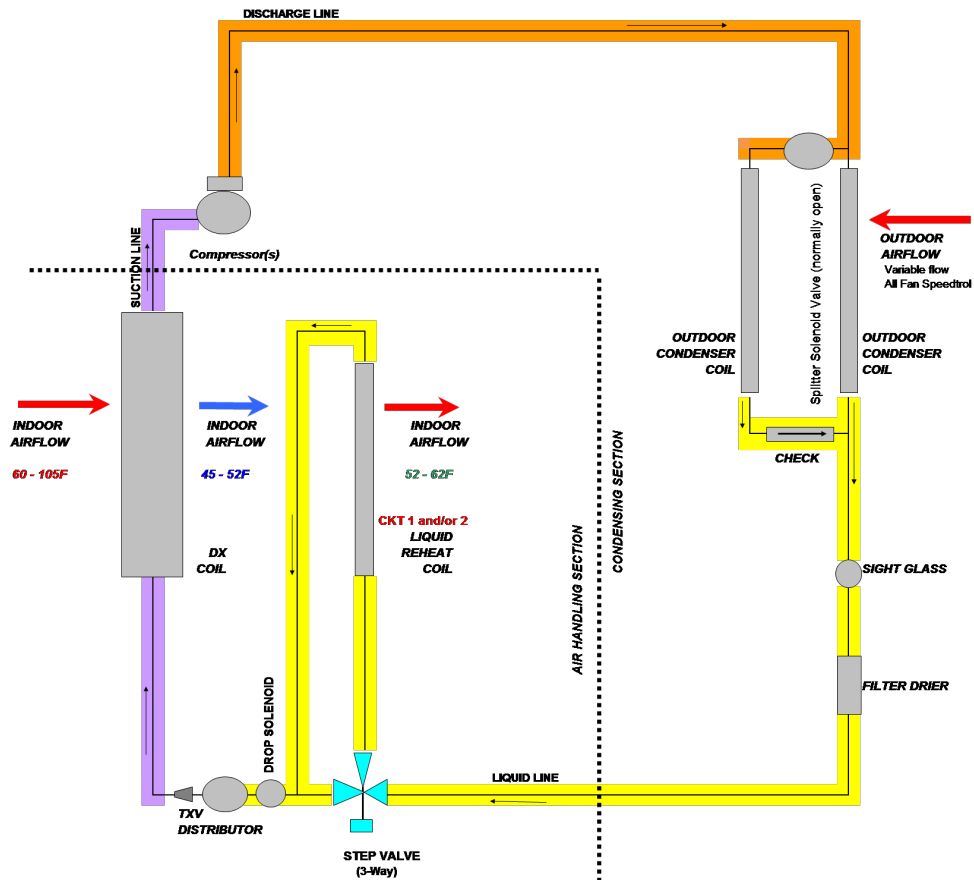 DISCHARGE LINE
SUCTION LINE
Compressor(s)
Splitter Solenoid Valve (normally open)
OUTDOOR
AIRFLOW
Variable flow
All Fan Speedtrol
OUTDOOR
CONDENSER
COIL
OUTDOOR
CONDENSER
COIL
INDOOR
AIRFLOW
60 - 105F
INDOOR
AIRFLOW
45 - 52F
INDOOR
AIRFLOW
52 - 62F
CHECK
CKT 1 and/or 2
LIQUID
REHEAT
COIL
DX
COIL
AIR HANDLING SECTION
CONDENSING SECTION
SIGHT GLASS
FILTER DRIER
DROP SOLENOID
LIQUID LINE
TXV
DISTRIBUTOR
STEP VALVE
(3-Way)